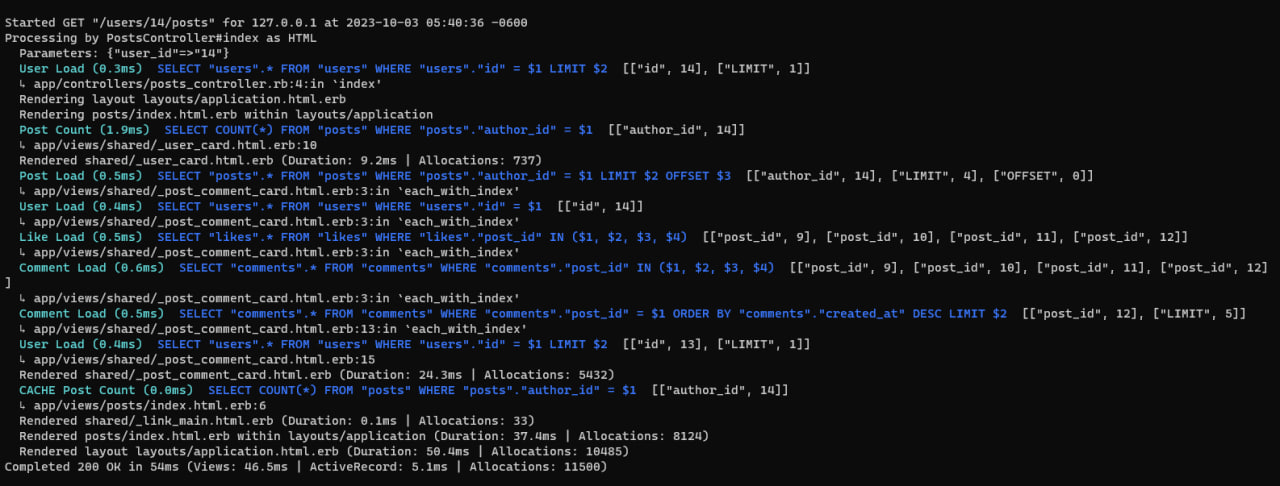 Started GET "/users/14/posts" for 127.0.0.1 at 2023-10-03 05:40:36 -0600
Processing by PostsController#index as HTML
  Parameters: {"user_id"=>"14"}
  User Load (0.3ms)  SELECT "users".* FROM "users" WHERE "users"."id" = $1 LIMIT $2  [["id", 14], ["LIMIT", 1]]
  ↳ app/controllers/posts_controller.rb:4:in `index'
  Rendering layout layouts/application.html.erb
  Rendering posts/index.html.erb within layouts/application
  Post Count (1.9ms)  SELECT COUNT(*) FROM "posts" WHERE "posts"."author_id" = $1  [["author_id", 14]]
  ↳ app/views/shared/_user_card.html.erb:10
  Rendered shared/_user_card.html.erb (Duration: 9.2ms | Allocations: 737)
  Post Load (0.5ms)  SELECT "posts".* FROM "posts" WHERE "posts"."author_id" = $1 LIMIT $2 OFFSET $3  [["author_id", 14], ["LIMIT", 4], ["OFFSET", 0]]
  ↳ app/views/shared/_post_comment_card.html.erb:3:in `each_with_index'
  User Load (0.4ms)  SELECT "users".* FROM "users" WHERE "users"."id" = $1  [["id", 14]]
  ↳ app/views/shared/_post_comment_card.html.erb:3:in `each_with_index'
  Like Load (0.5ms)  SELECT "likes".* FROM "likes" WHERE "likes"."post_id" IN ($1, $2, $3, $4)  [["post_id", 9], ["post_id", 10], ["post_id", 11], ["post_id", 12]]
  ↳ app/views/shared/_post_comment_card.html.erb:3:in `each_with_index'
  Comment Load (0.6ms)  SELECT "comments".* FROM "comments" WHERE "comments"."post_id" IN ($1, $2, $3, $4)  [["post_id", 9], ["post_id", 10], ["post_id", 11], ["post_id", 12]
]
  ↳ app/views/shared/_post_comment_card.html.erb:3:in `each_with_index'
  Comment Load (0.5ms)  SELECT "comments".* FROM "comments" WHERE "comments"."post_id" = $1 ORDER BY "comments"."created_at" DESC LIMIT $2  [["post_id", 12], ["LIMIT", 5]]
  ↳ app/views/shared/_post_comment_card.html.erb:13:in `each_with_index'
  User Load (0.4ms)  SELECT "users".* FROM "users" WHERE "users"."id" = $1 LIMIT $2  [["id", 13], ["LIMIT", 1]]
  ↳ app/views/shared/_post_comment_card.html.erb:15
  Rendered shared/_post_comment_card.html.erb (Duration: 24.3ms | Allocations: 5432)
  CACHE Post Count (0.0ms)  SELECT COUNT(*) FROM "posts" WHERE "posts"."author_id" = $1  [["author_id", 14]]
  ↳ app/views/posts/index.html.erb:6
  Rendered shared/_link_main.html.erb (Duration: 0.1ms | Allocations: 33)
  Rendered posts/index.html.erb within layouts/application (Duration: 37.4ms | Allocations: 8124)
  Rendered layout layouts/application.html.erb (Duration: 50.4ms | Allocations: 10485)
Completed 200 OK in 54ms (Views: 46.5ms | ActiveRecord: 5.1ms | Allocations: 11500)